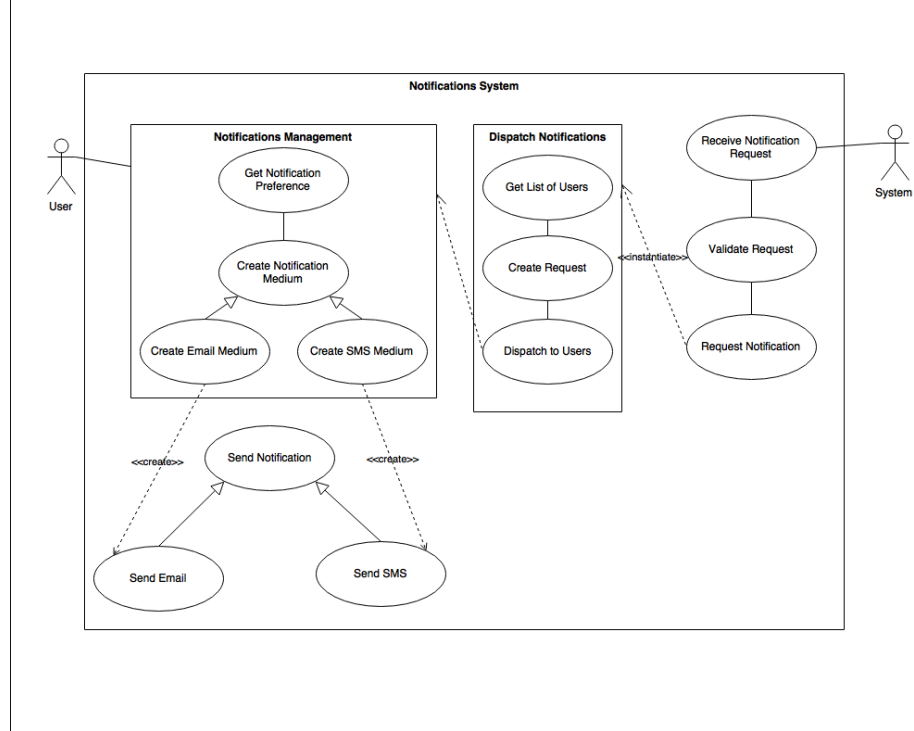 Notifications System
Notifications Management
Dispatch Notifications
Receive Notification
Request
Get Notification
Preference
Get List of Users
User
System
Create Notification
Medium
Create Request
Validate Request
<<instantiate>>
Create Email Medium
Create SMS Medium
Dispatch to Users
Request Notification
Send Notification
<<create>>
<<create>>
Send Email
Send SMS